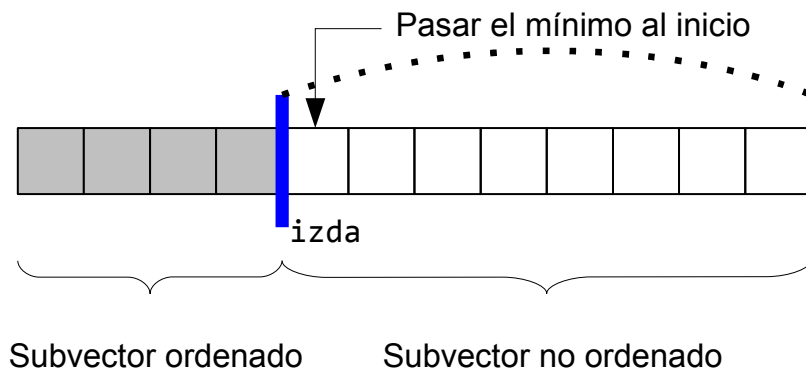 Pasar el mínimo al inicio
izda
Subvector ordenado
Subvector no ordenado